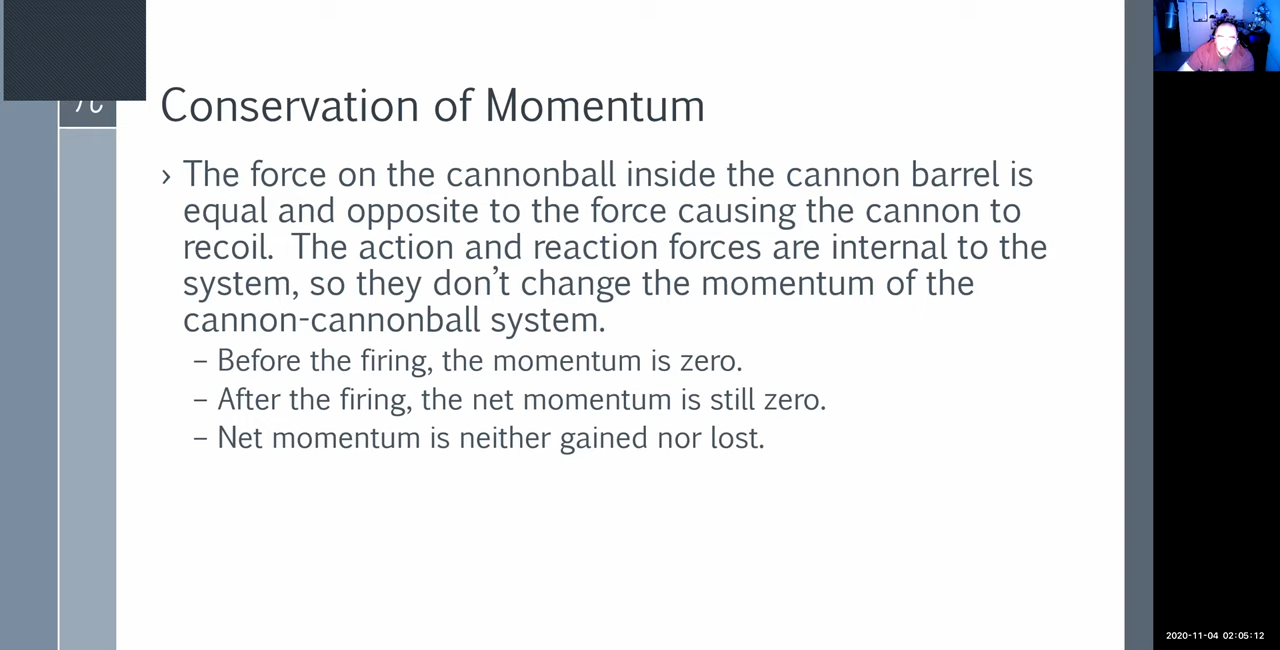 π
Conservation of Momentum
› The force on the cannonball inside the cannon barrel is
equal and opposite to the force causing the cannon to
recoil.  The action and reaction forces are internal to the
system, so they don’t change the momentum of the
cannon-cannonball system.
– Before the firing, the momentum is zero.
– After the firing, the net momentum is still zero.
– Net momentum is neither gained nor lost.
2020-11-04 02:05:12